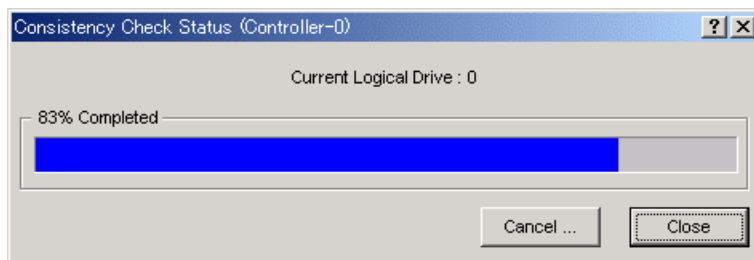 Consistency Check Status (Controller-0)
Current Logical Drive : 0
83% Completed
Cancel ...
Close